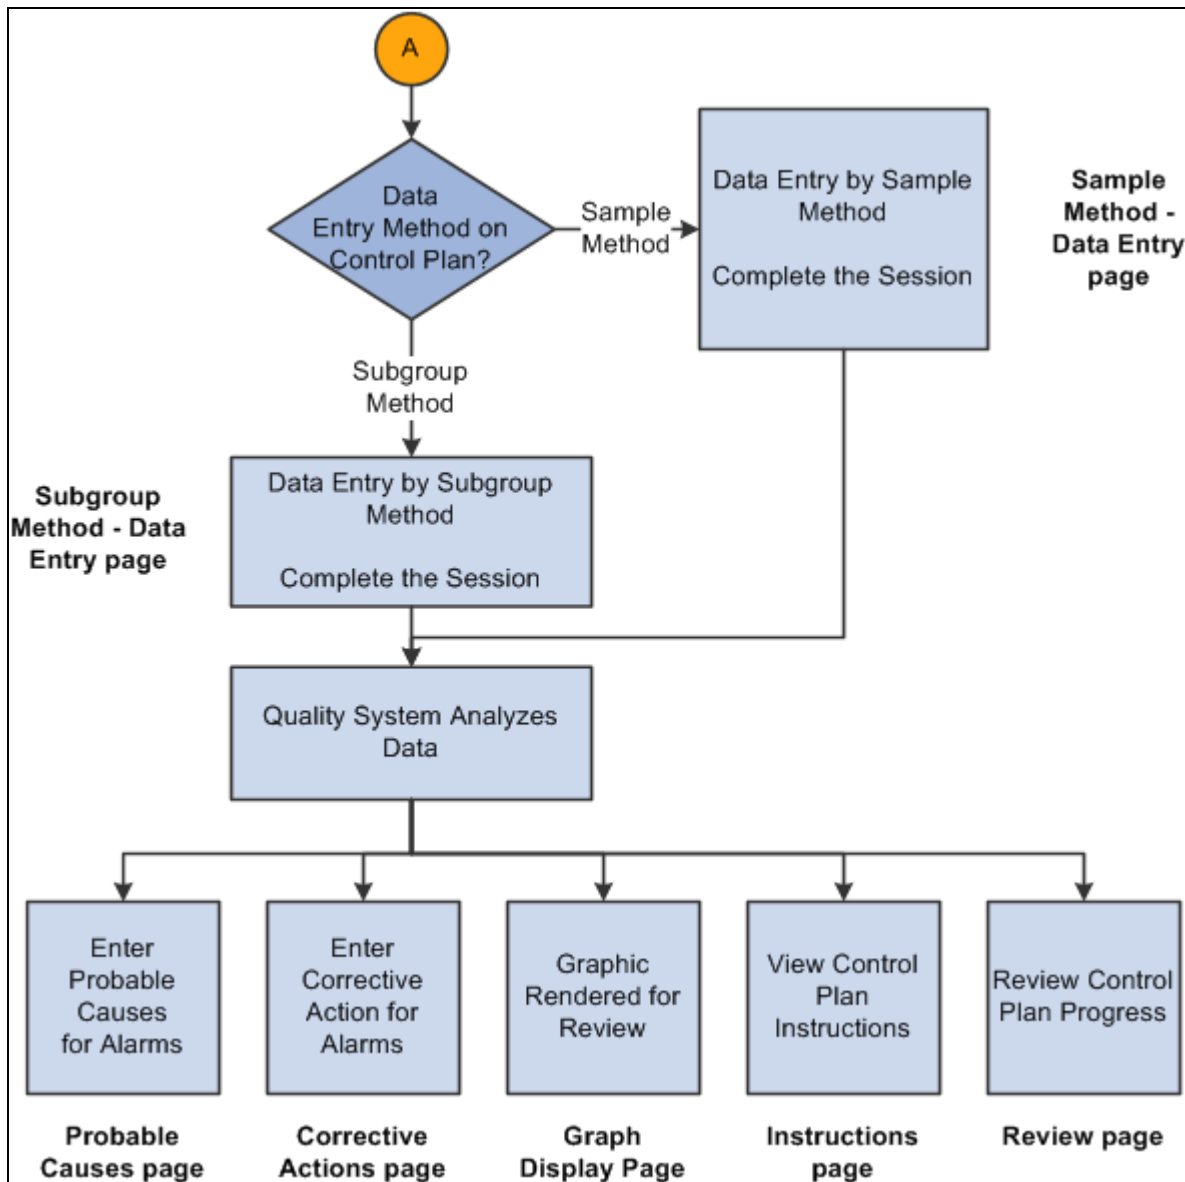 A
Data
Entry Method on
Control Plan?
Sample
Method
Data Entry by Sample
Method
Complete the Session
Sample
Method -
Data Entry
page
Subgroup
Method
Subgroup
Method - Data
Entry page
Data Entry by Subgroup
Method
Complete the Session
Quality System Analyzes
Data
Enter
Probable
Causes
for Alarms
Enter
Corrective
Action for
Alarms
Graphic
Rendered for
Review
View Control
Plan
Instructions
Review Control
Plan Progress
Probable
Causes page
Corrective
Actions page
Graph
Display Page
Instructions
page
Review page